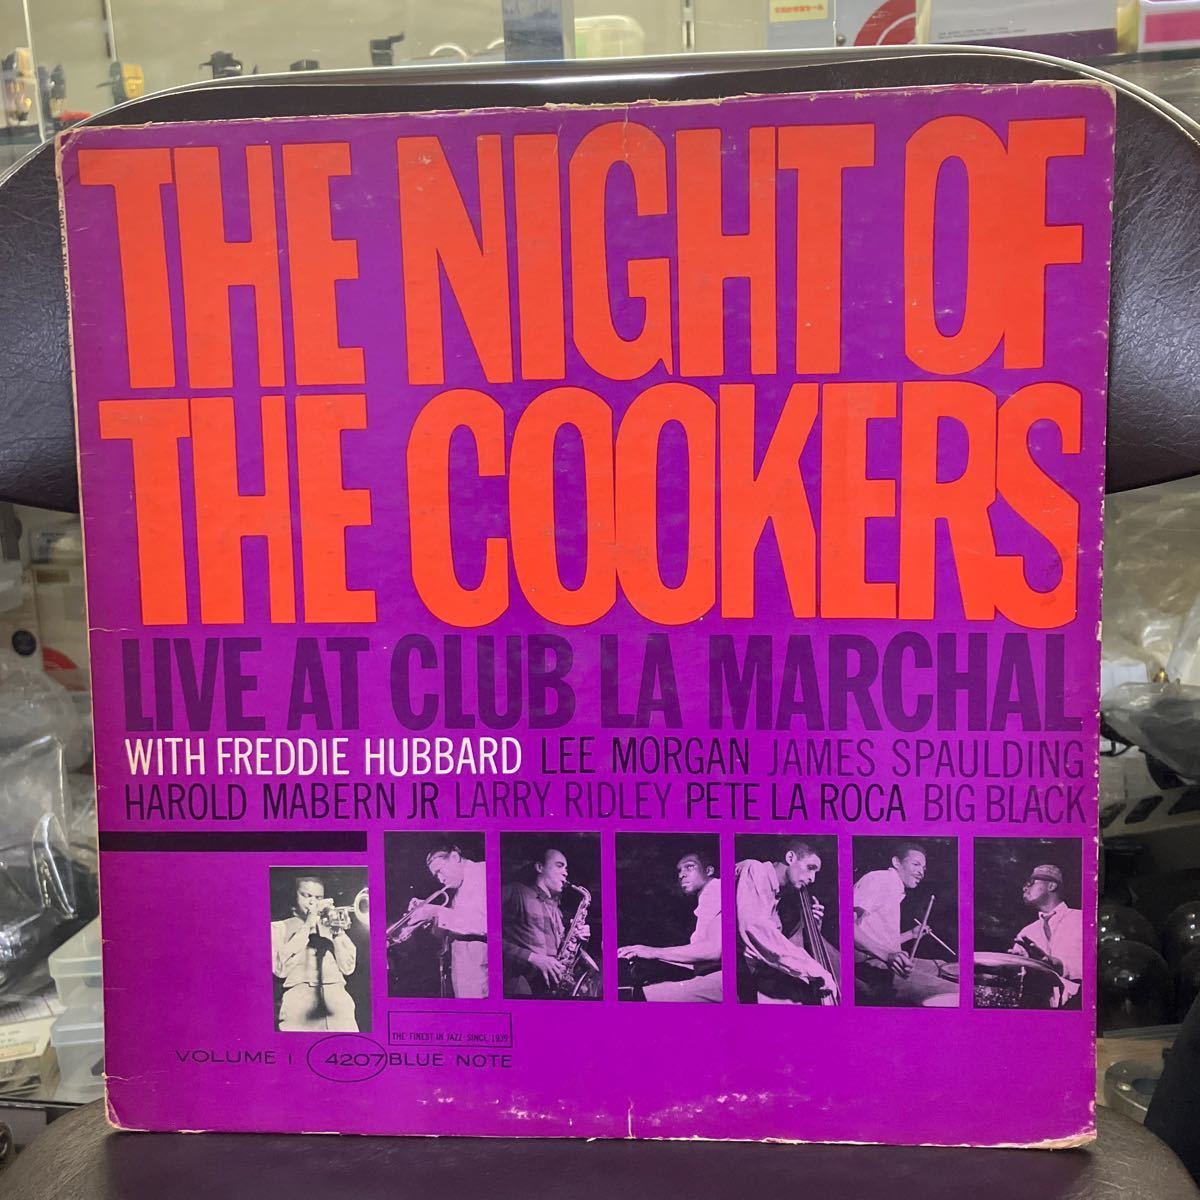 THE NIGHT OF
THE COOKERS
LIVE AT CLUB LA MARCHAL
WITH FREDDIE HUBBARD LEE MORGAN JAMES SPAULDING
HAROLD MABERN JR LARRY RIDLEY PETE LA ROCA BIG BLACK
THE FINEST IN JAZZ SINCE 1939
VOLUME 1 4207 BLUE NOTE